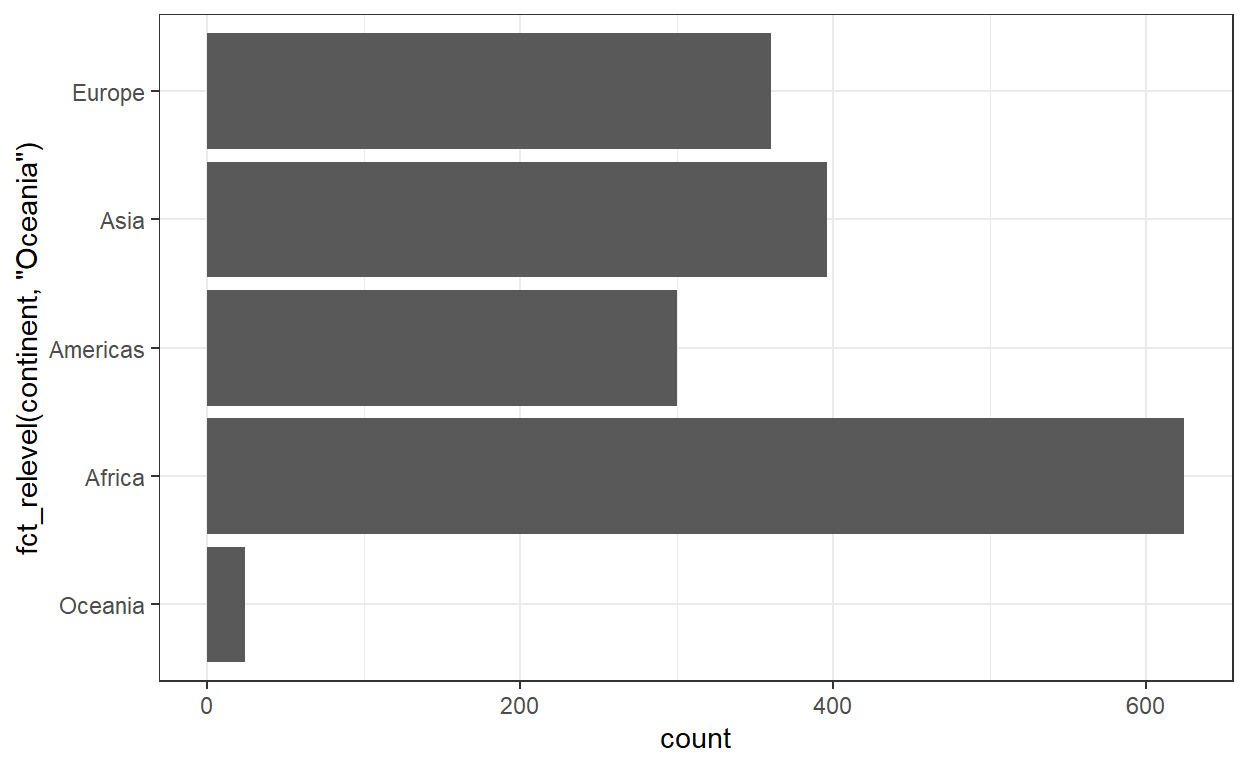 fct_relevel(continent, "Oceania")
Europe
Asia
Americas
Africa
Oceania
0 200 400 600
count